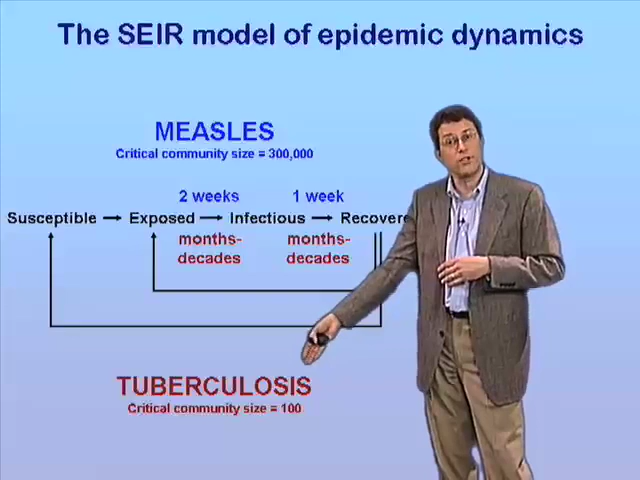 The SEIR model of epidemic dynamics
MEASLES
Critical community size = 300,000
2 weeks 1 week
Susceptible Exposed Infectious Recovere
months- months-
decades decades
TUBERCULOSIS
Critical community size = 100